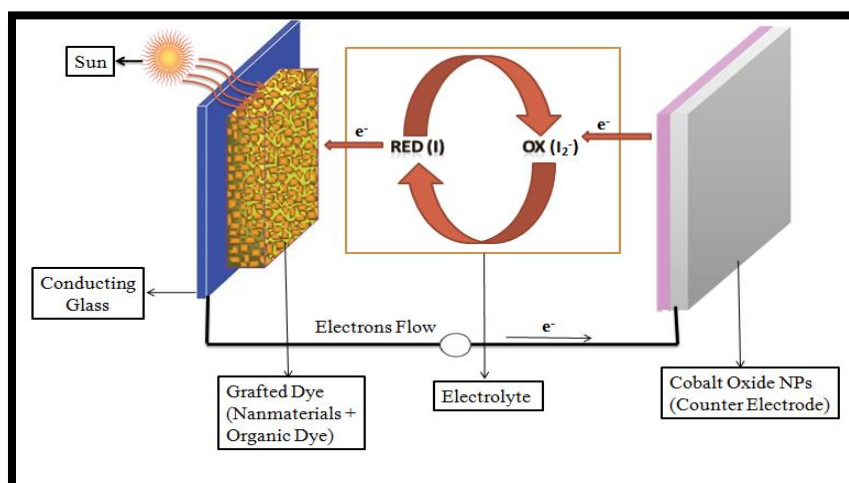 Sun
e-
RED (I)
OX (I2-)
e-
Conducting
Glass
Electrons Flow
e-
Grafted Dye
(Nanmaterials +
Organic Dye)
Electrolyte
Cobalt Oxide NPs
(Counter Electrode)